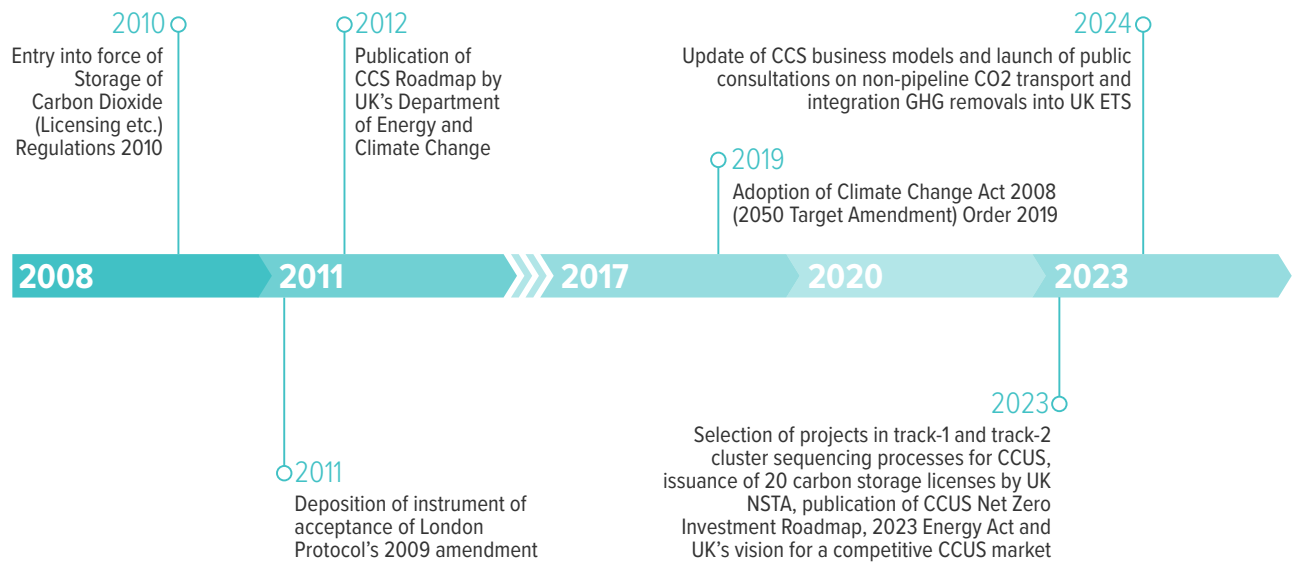 2010
Entry into force of
Storage of
Carbon Dioxide
(Licensing etc.)
Regulations 2010
2012
Publication of
CCS Roadmap by
UK's Department
of Energy and
Climate Change
2024
Update of CCS business models and launch of public
consultations on non-pipeline CO2 transport and
integration GHG removals into UK ETS
2019
Adoption of Climate Change Act 2008
(2050 Target Amendment) Order 2019
2008
2011
2017
2020
2023
2011
Deposition of instrument of
acceptance of London
Protocol's 2009 amendment
2023
Selection of projects in track-1 and track-2
cluster sequencing processes for CCUS,
issuance of 20 carbon storage licenses by UK
NSTA, publication of CCUS Net Zero
Investment Roadmap, 2023 Energy Act and
UK's vision for a competitive CCUS market